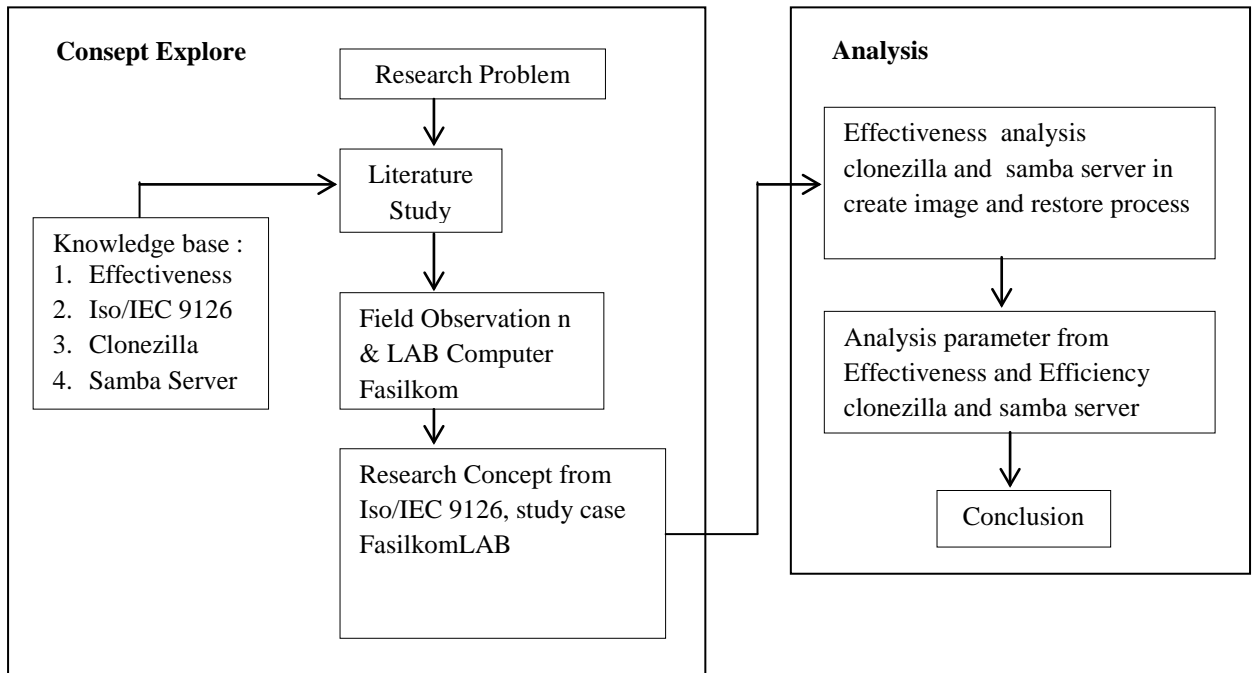 Consept Explore
Research Problem
Literature
Study
Knowledge base :
1. Effectiveness
2. Iso/IEC 9126
3. Clonezilla
4. Samba Server
Field Observation n
& LAB Computer
Fasilkom
Research Concept from
Iso/IEC 9126, study case
FasilkomLAB
Analysis
Effectiveness analysis
clonezilla and samba server in
create image and restore process
Analysis parameter from
Effectiveness and Efficiency
clonezilla and samba server
Conclusion